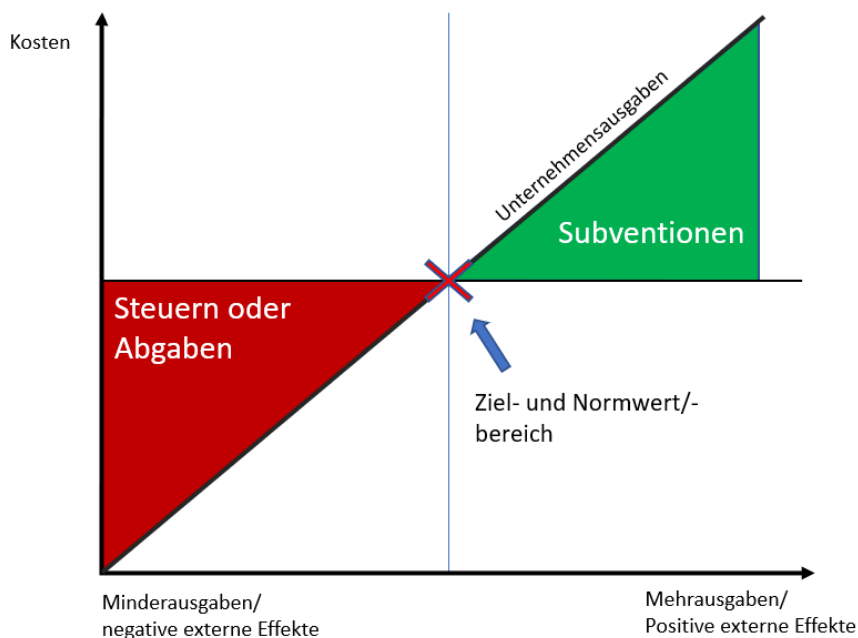 Kosten
Unternehmensausgaben
Subventionen
Steuern oder
Abgaben
Ziel- und Normwert/-
bereich
Minderausgaben/
negative externe Effekte
Mehrausgaben/
Positive externe Effekte